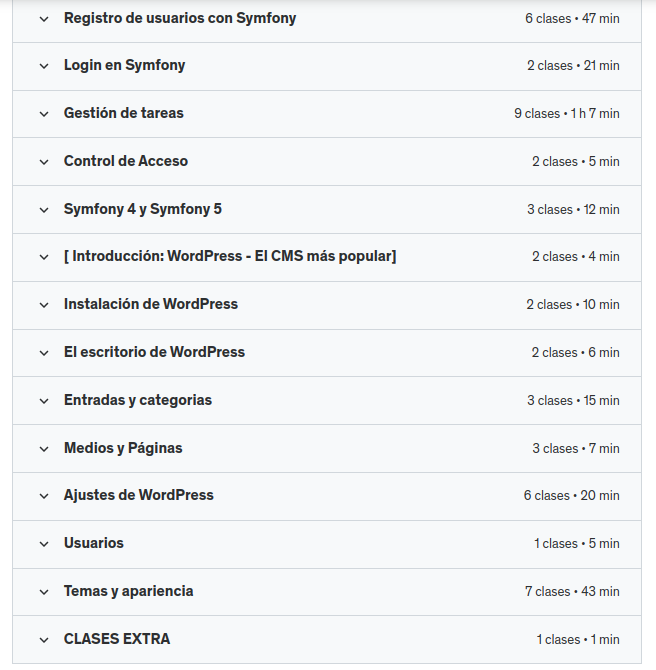 Registro de usuarios con Symfony 6 clases • 47 min
Login en Symfony 2 clases • 21 min
Gestión de tareas 9 clases • 1 h 7 min
Control de Acceso 2 clases • 5 min
Symfony 4 y Symfony 5 3 clases • 12 min
[ Introducción: WordPress - El CMS más popular] 2 clases • 4 min
Instalación de WordPress 2 clases • 10 min
El escritorio de WordPress 2 clases • 6 min
Entradas y categorias 3 clases • 15 min
Medios y Páginas 3 clases • 7 min
Ajustes de WordPress 6 clases • 20 min
Usuarios 1 clases • 5 min
Temas y apariencia 7 clases • 43 min
CLASES EXTRA 1 clases • 1 min